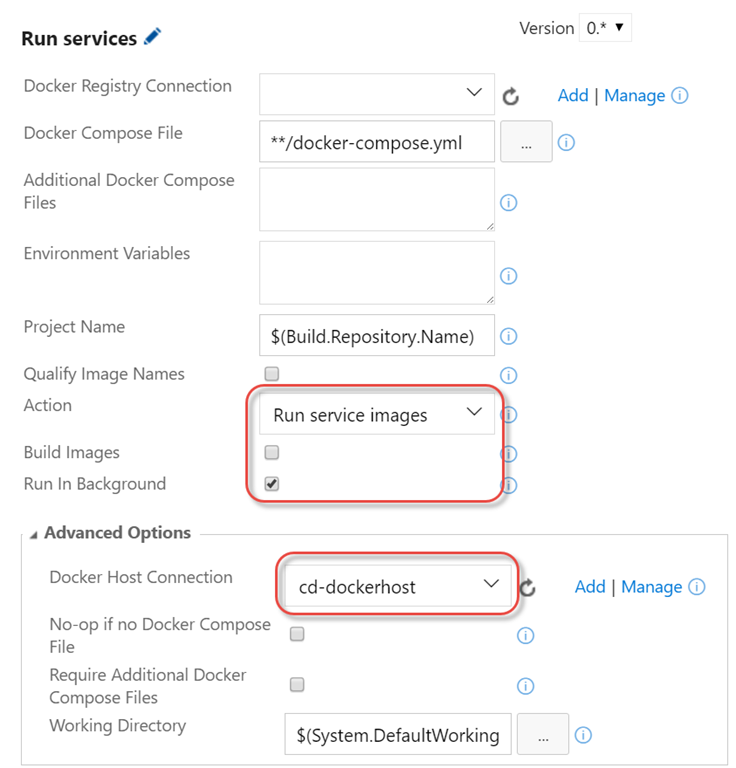 Run services
Version 0.*
Docker Registry Connection
Add | Manage
Docker Compose File
**/docker-compose.yml
...
Additional Docker Compose
Files
Environment Variables
Project Name
$(Build.Repository.Name)
Qualify Image Names
Action
Run service images
Build Images
Run In Background
Advanced Options
Docker Host Connection
cd-dockerhost
Add | Manage
No-op if no Docker Compose
File
Require Additional Docker
Compose Files
Working Directory
$(System.DefaultWorking
...